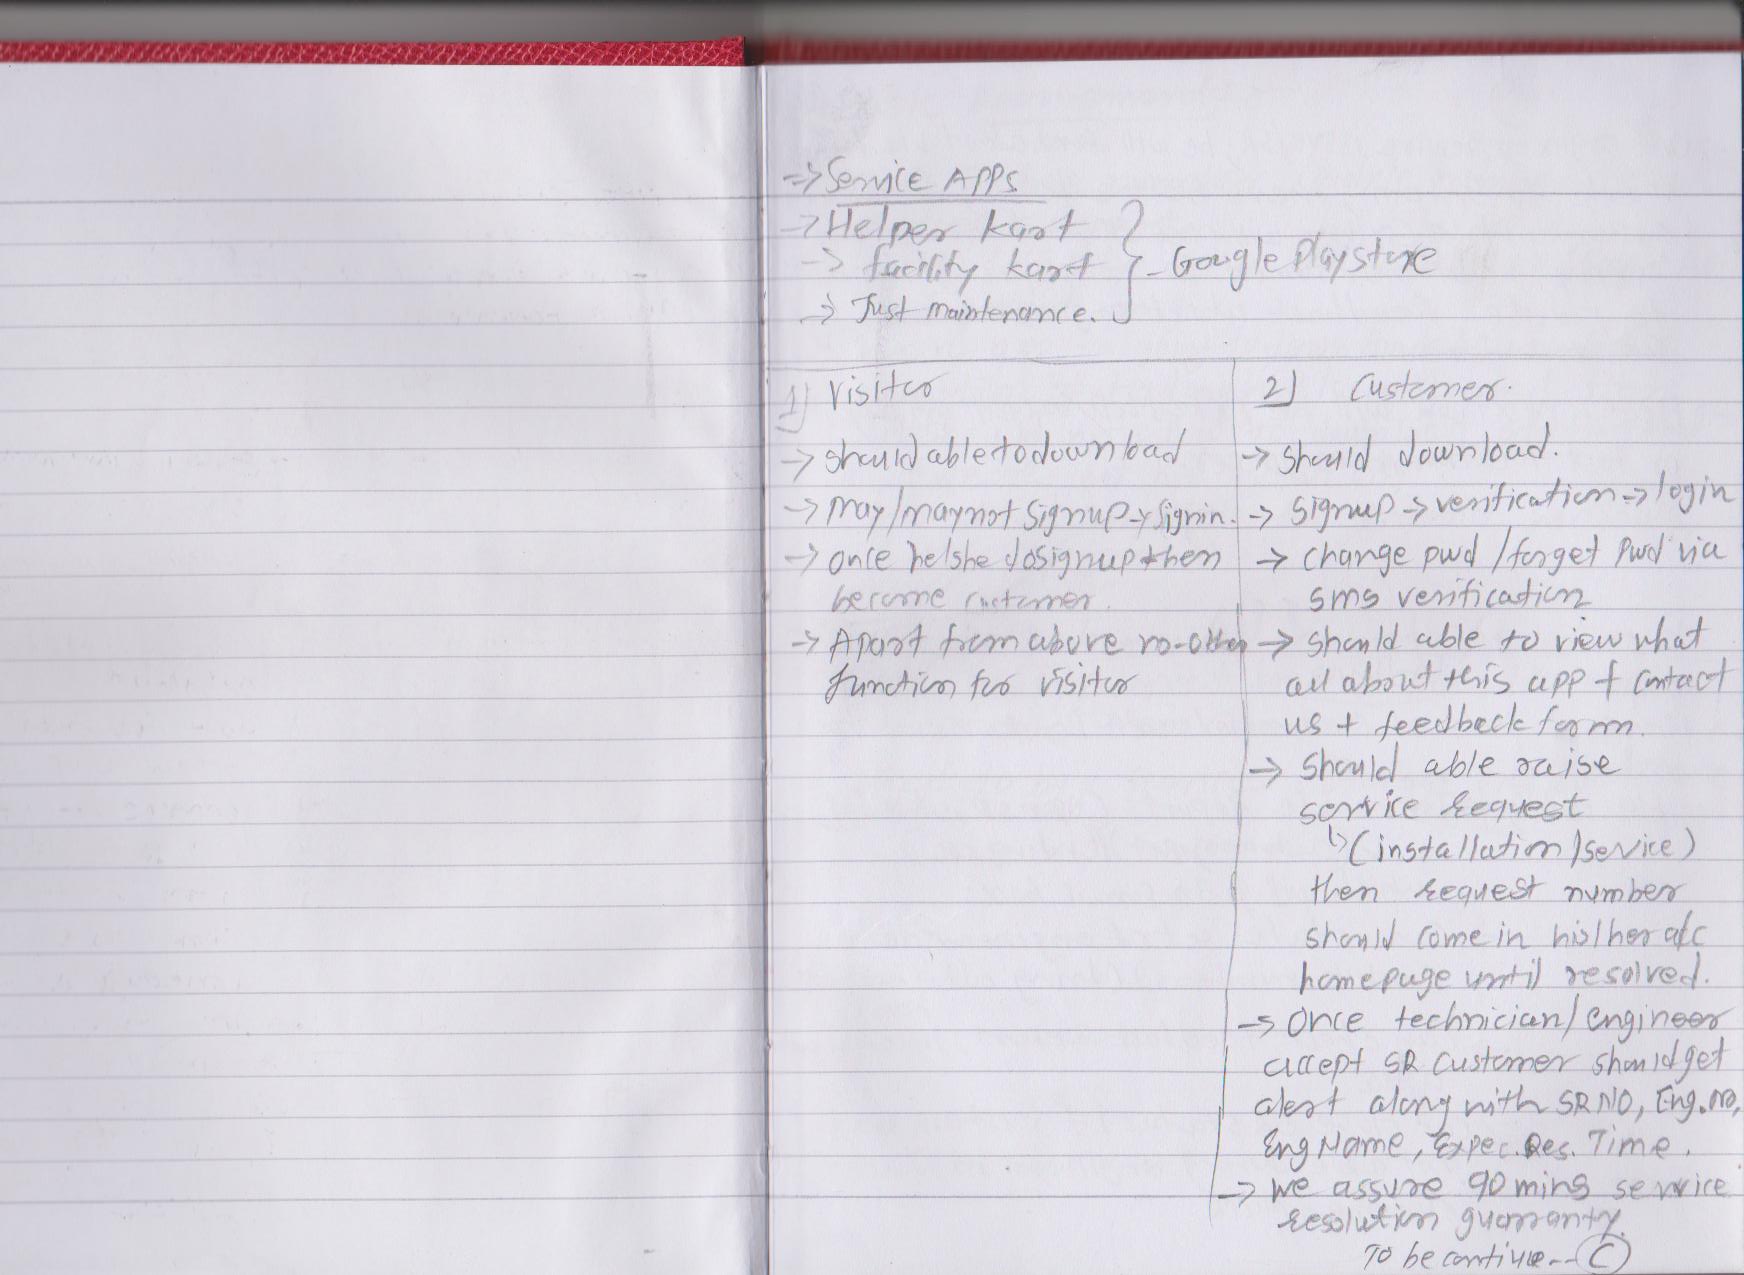 → Service APPs
→ Helper kart
→ facility kart } - Google Playstore
→ Just maintenance.
1) Visitor
→ should able to download
→ may/maynot Signup → Signin.
→ once he/she do signup then
become customer.
→ Apart from above no-other
function for visitor
2) Customer.
→ should download.
→ signup → verification → login
→ change pwd / forget pwd via
sms verification
→ should able to view what
all about this app + contact
us + feedback form.
→ should able raise
service request
↳ (installation/service)
then request number
should come in his/her a/c
homepage until resolved.
→ Once technician/engineer
accept SR customer should get
alert along with SR NO, Eng. no,
Eng Name, Expec. Res. Time.
→ we assure 90 mins service
resolution guarranty.
To be continue... C